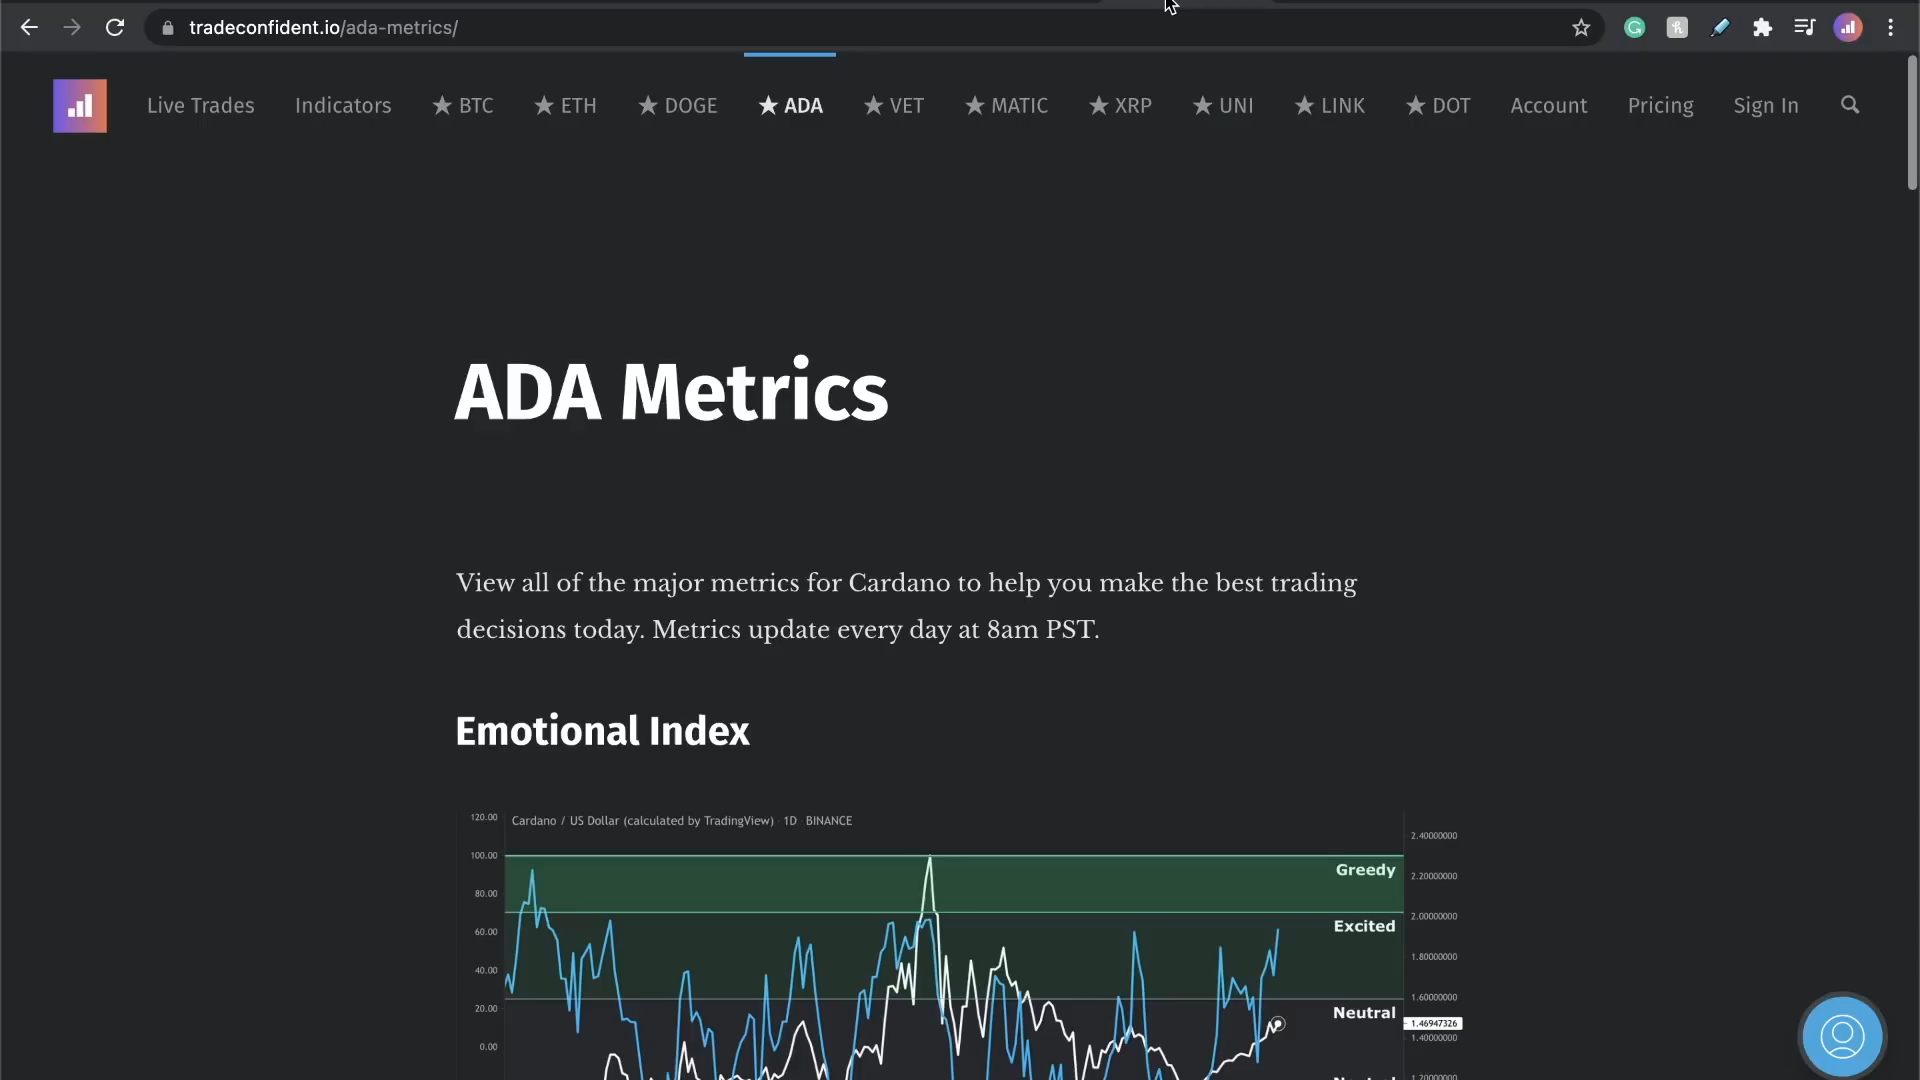 tradeconfident.io/ada-metrics/
Live Trades Indicators ★ BTC ★ ETH ★ DOGE ★ ADA ★ VET ★ MATIC ★ XRP ★ UNI ★ LINK ★ DOT Account Pricing Sign In
ADA Metrics
View all of the major metrics for Cardano to help you make the best trading
decisions today. Metrics update every day at 8am PST.
Emotional Index
120.00
Cardano / US Dollar (calculated by TradingView) · 1D · BINANCE
2.40000000
100.00
Greedy
2.20000000
80.00
2.00000000
Excited
60.00
1.80000000
40.00
1.60000000
20.00
Neutral
1.46947326
1.40000000
0.00
1.20000000